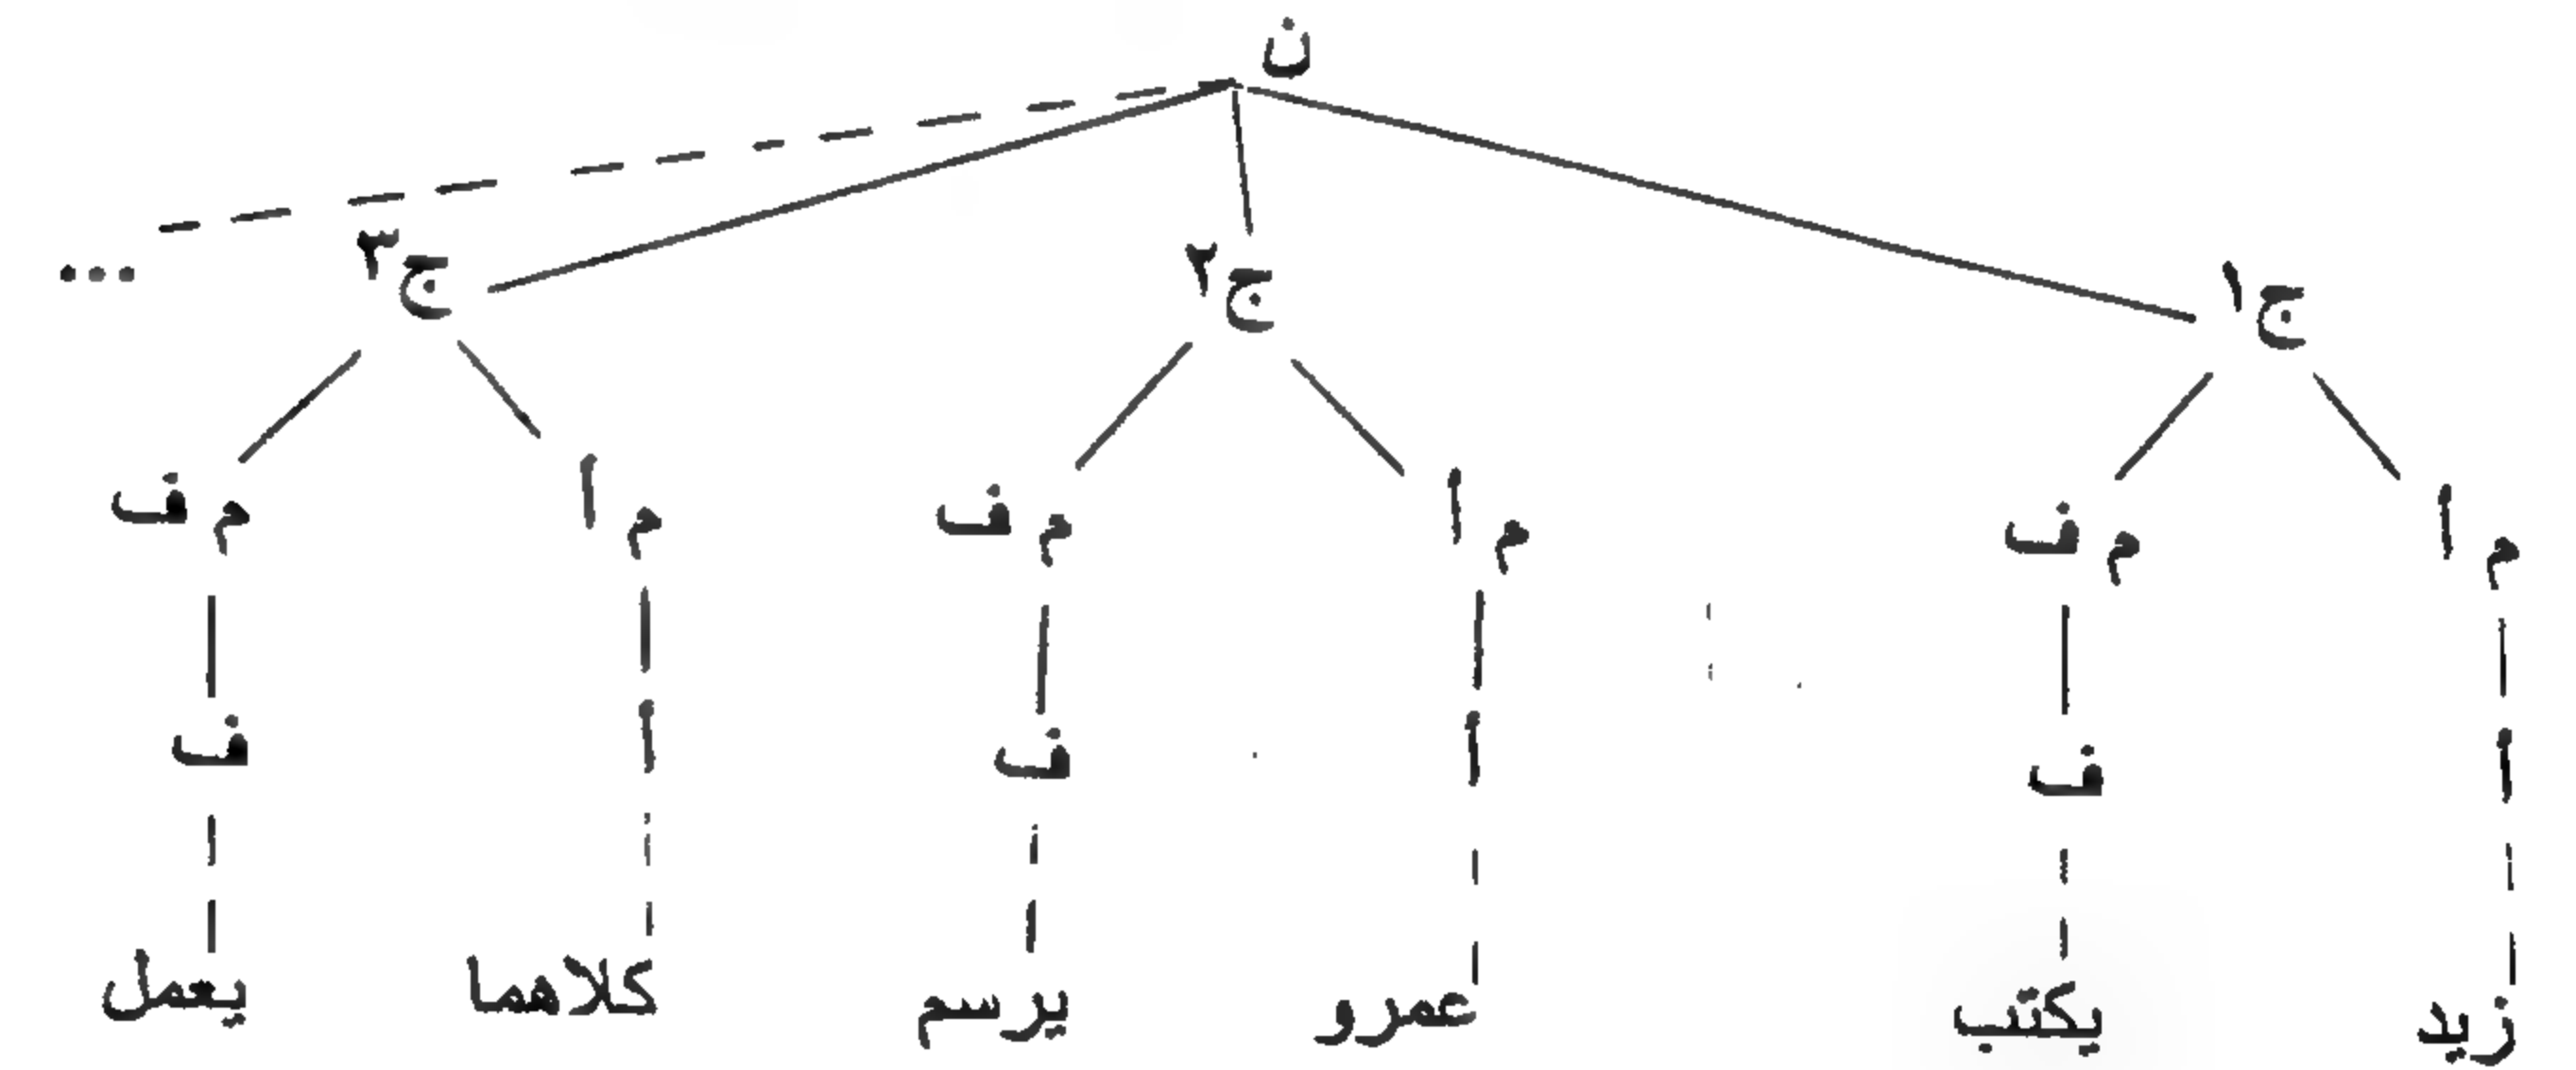 ن
ج١ ج٢ ج٣ ...
م ا م ف م ا م ف م ا م ف
أ ف أ ف أ ف
زيد يكتب عمرو يرسم كلاهما يعمل